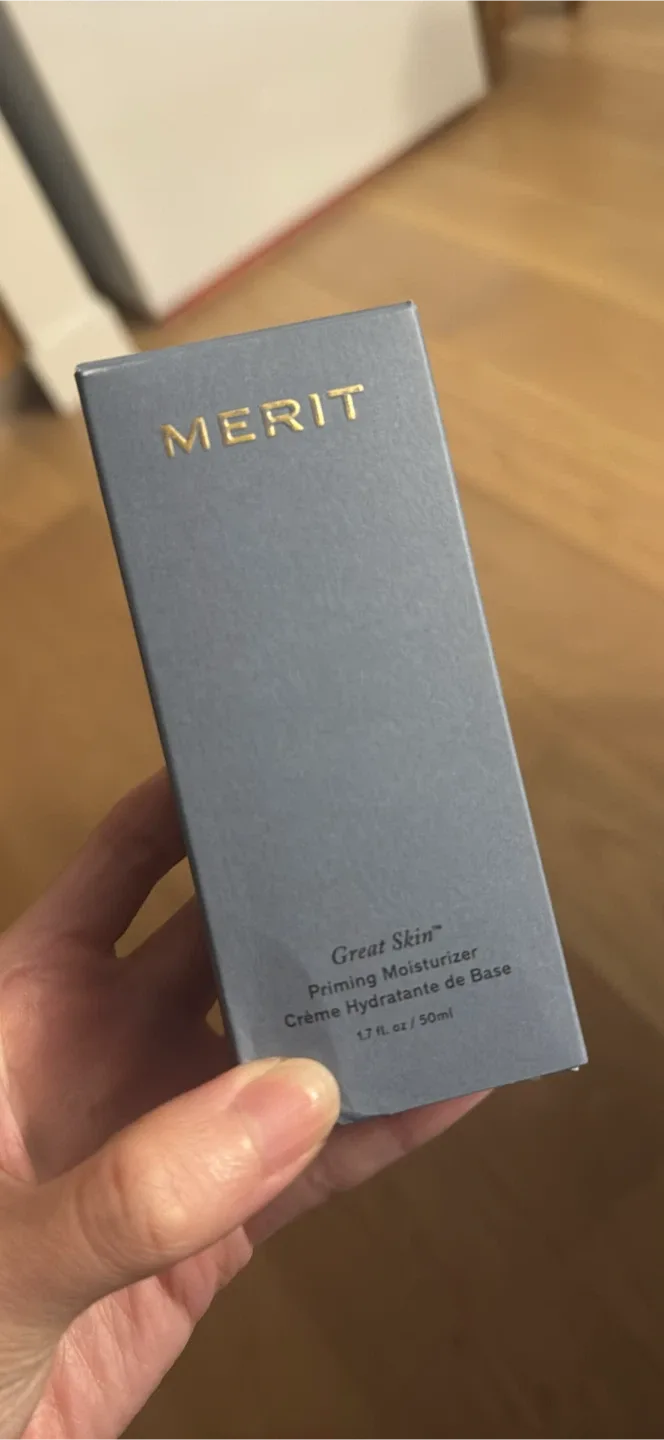 MERIT
Great Skin™
Priming Moisturizer
Crème Hydratante de Base
1.7 fl. oz / 50ml